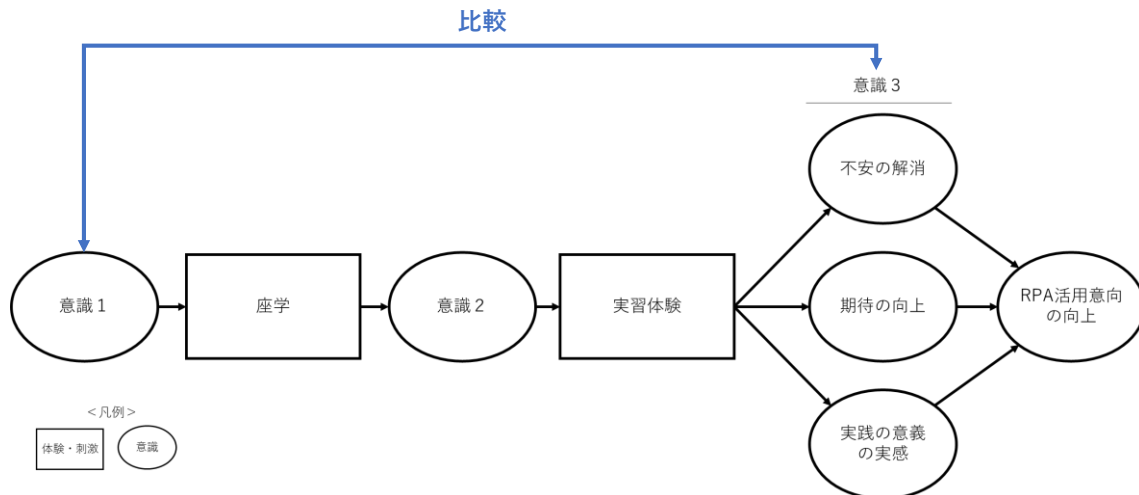 比較
意識３
不安の解消
意識１
座学
意識２
実習体験
期待の向上
RPA活用意向
の向上
実践の意義
の実感
＜凡例＞
体験・刺激
意識